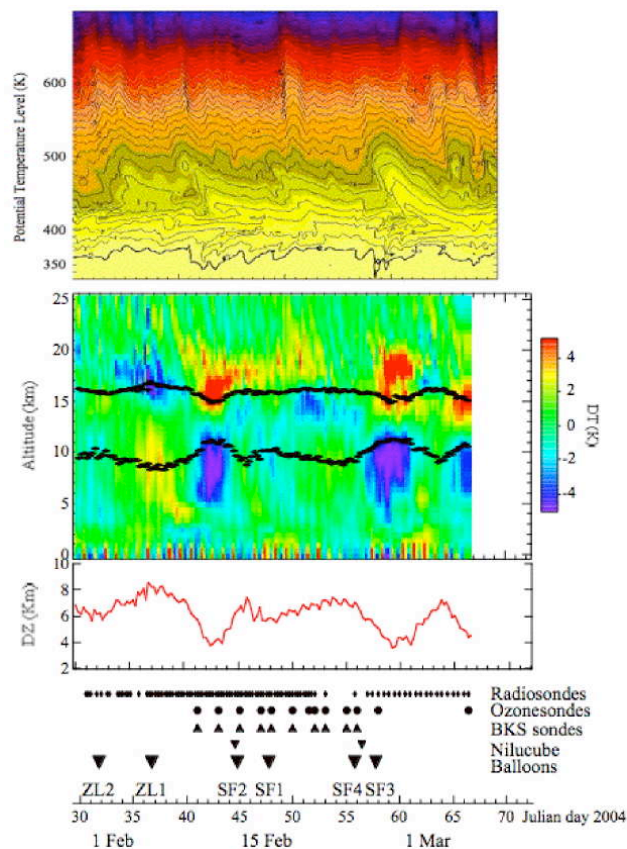 Potential Temperature Level (K)
600
500
400
350
40
50
60
Altitude (km)
25
20
15
10
5
0
4
2
0
-2
-4
DT(K)
DZ (Km)
10
8
6
4
2
Radiosondes
Ozonesondes
BKS sondes
Nilucube
Balloons
ZL2 ZL1 SF2 SF1 SF4 SF3
30 35 40 45 50 55 60 65 70 Julian day 2004
1 Feb 15 Feb 1 Mar